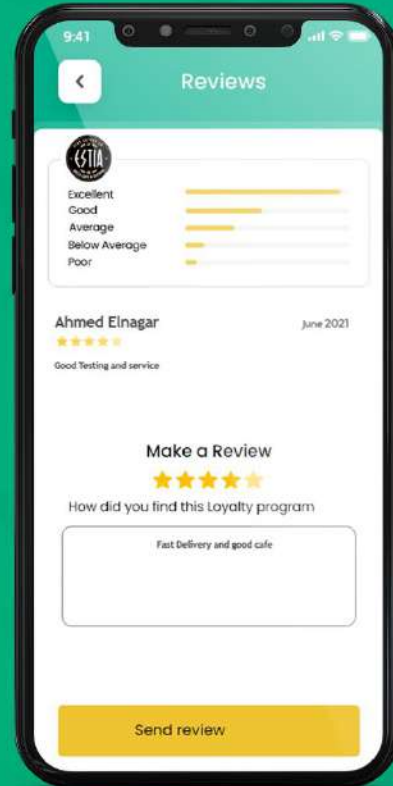 9:41
Reviews
ESTIA
Excellent
Good
Average
Below Average
Poor
Ahmed Elnagar
June 2021
Good Testing and service
Make a Review
How did you find this Loyalty program
Fast Delivery and good cafe
Send review